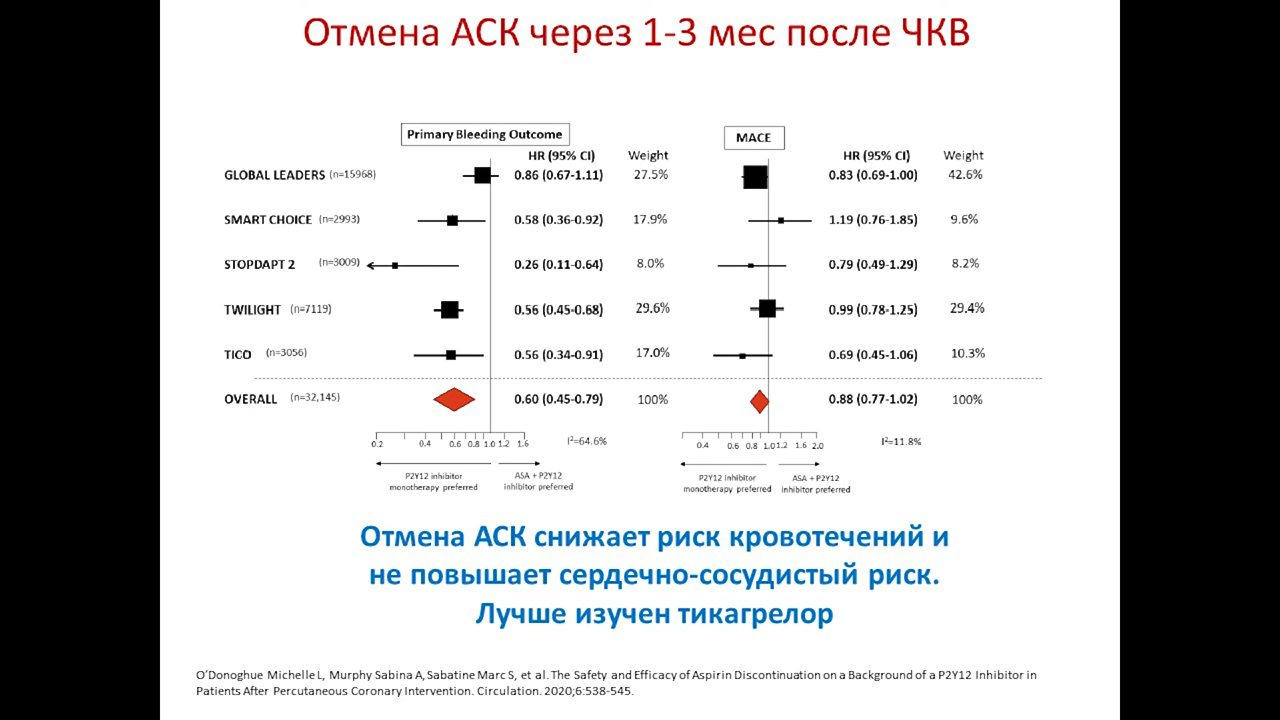 Отмена АСК через 1-3 мес после ЧКВ
Primary Bleeding Outcome
MACE
HR (95% CI) Weight HR (95% CI) Weight
GLOBAL LEADERS (n=15968) 0.86 (0.67-1.11) 27.5% 0.83 (0.69-1.00) 42.6%
SMART CHOICE (n=2993) 0.58 (0.36-0.92) 17.9% 1.19 (0.76-1.85) 9.6%
STOPDAPT 2 (n=3009) 0.26 (0.11-0.64) 8.0% 0.79 (0.49-1.29) 8.2%
TWILIGHT (n=7119) 0.56 (0.45-0.68) 29.6% 0.99 (0.78-1.25) 29.4%
TICO (n=3056) 0.56 (0.34-0.91) 17.0% 0.69 (0.45-1.06) 10.3%
OVERALL (n=32,145) 0.60 (0.45-0.79) 100% 0.88 (0.77-1.02) 100%
0.2 0.4 0.6 0.8 1.0 1.2 1.6 I²=64.6% 0.4 0.6 0.8 1.0 1.2 1.6 2.0 I²=11.8%
P2Y12 inhibitor ASA + P2Y12 P2Y12 inhibitor ASA + P2Y12
monotherapy preferred inhibitor preferred monotherapy preferred inhibitor preferred
Отмена АСК снижает риск кровотечений и
не повышает сердечно-сосудистый риск.
Лучше изучен тикагрелор
O'Donoghue Michelle L, Murphy Sabina A, Sabatine Marc S, et al. The Safety and Efficacy of Aspirin Discontinuation on a Background of a P2Y12 Inhibitor in
Patients After Percutaneous Coronary Intervention. Circulation. 2020;6:538-545.